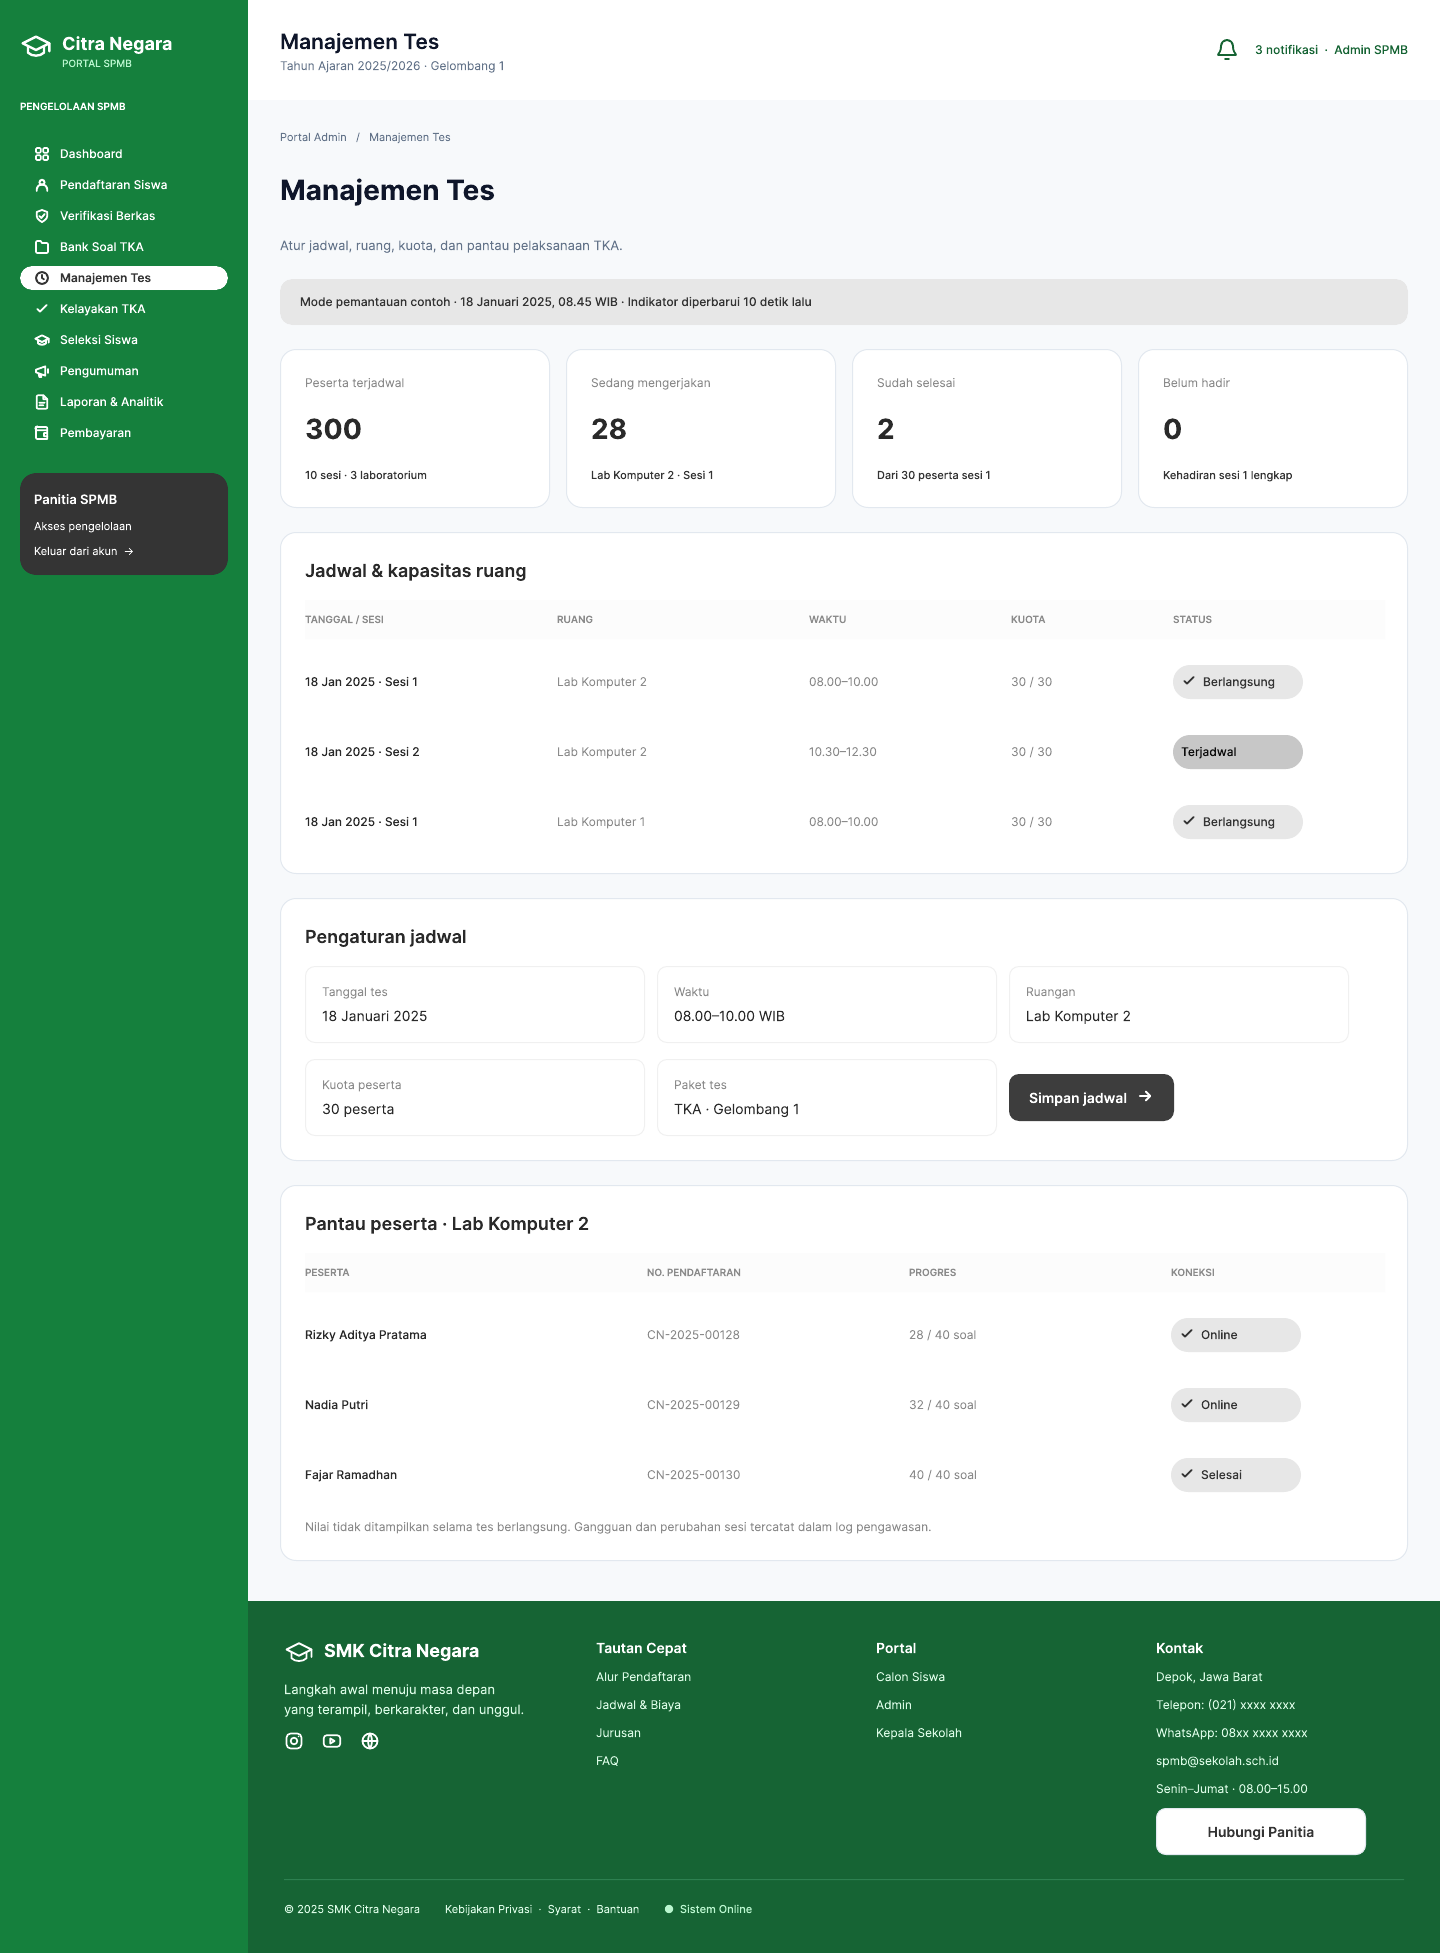 Citra Negara
PORTAL SPMB
PENGELOLAAN SPMB
Dashboard
Pendaftaran Siswa
Verifikasi Berkas
Bank Soal TKA
Manajemen Tes
Kelayakan TKA
Seleksi Siswa
Pengumuman
Laporan & Analitik
Pembayaran
Panitia SPMB
Akses pengelolaan
Keluar dari akun →
Manajemen Tes
Tahun Ajaran 2025/2026 · Gelombang 1
3 notifikasi · Admin SPMB
Portal Admin / Manajemen Tes
Manajemen Tes
Atur jadwal, ruang, kuota, dan pantau pelaksanaan TKA.
Mode pemantauan contoh · 18 Januari 2025, 08.45 WIB · Indikator diperbarui 10 detik lalu
Peserta terjadwal
300
10 sesi · 3 laboratorium
Sedang mengerjakan
28
Lab Komputer 2 · Sesi 1
Sudah selesai
2
Dari 30 peserta sesi 1
Belum hadir
0
Kehadiran sesi 1 lengkap
Jadwal & kapasitas ruang
TANGGAL / SESI RUANG WAKTU KUOTA STATUS
18 Jan 2025 · Sesi 1 Lab Komputer 2 08.00–10.00 30 / 30 Berlangsung
18 Jan 2025 · Sesi 2 Lab Komputer 2 10.30–12.30 30 / 30 Terjadwal
18 Jan 2025 · Sesi 1 Lab Komputer 1 08.00–10.00 30 / 30 Berlangsung
Pengaturan jadwal
Tanggal tes
18 Januari 2025
Waktu
08.00–10.00 WIB
Ruangan
Lab Komputer 2
Kuota peserta
30 peserta
Paket tes
TKA · Gelombang 1
Simpan jadwal →
Pantau peserta · Lab Komputer 2
PESERTA NO. PENDAFTARAN PROGRES KONEKSI
Rizky Aditya Pratama CN-2025-00128 28 / 40 soal Online
Nadia Putri CN-2025-00129 32 / 40 soal Online
Fajar Ramadhan CN-2025-00130 40 / 40 soal Selesai
Nilai tidak ditampilkan selama tes berlangsung. Gangguan dan perubahan sesi tercatat dalam log pengawasan.
SMK Citra Negara
Langkah awal menuju masa depan
yang terampil, berkarakter, dan unggul.
Tautan Cepat
Alur Pendaftaran
Jadwal & Biaya
Jurusan
FAQ
Portal
Calon Siswa
Admin
Kepala Sekolah
Kontak
Depok, Jawa Barat
Telepon: (021) xxxx xxxx
WhatsApp: 08xx xxxx xxxx
spmb@sekolah.sch.id
Senin–Jumat · 08.00–15.00
Hubungi Panitia
© 2025 SMK Citra Negara Kebijakan Privasi · Syarat · Bantuan Sistem Online